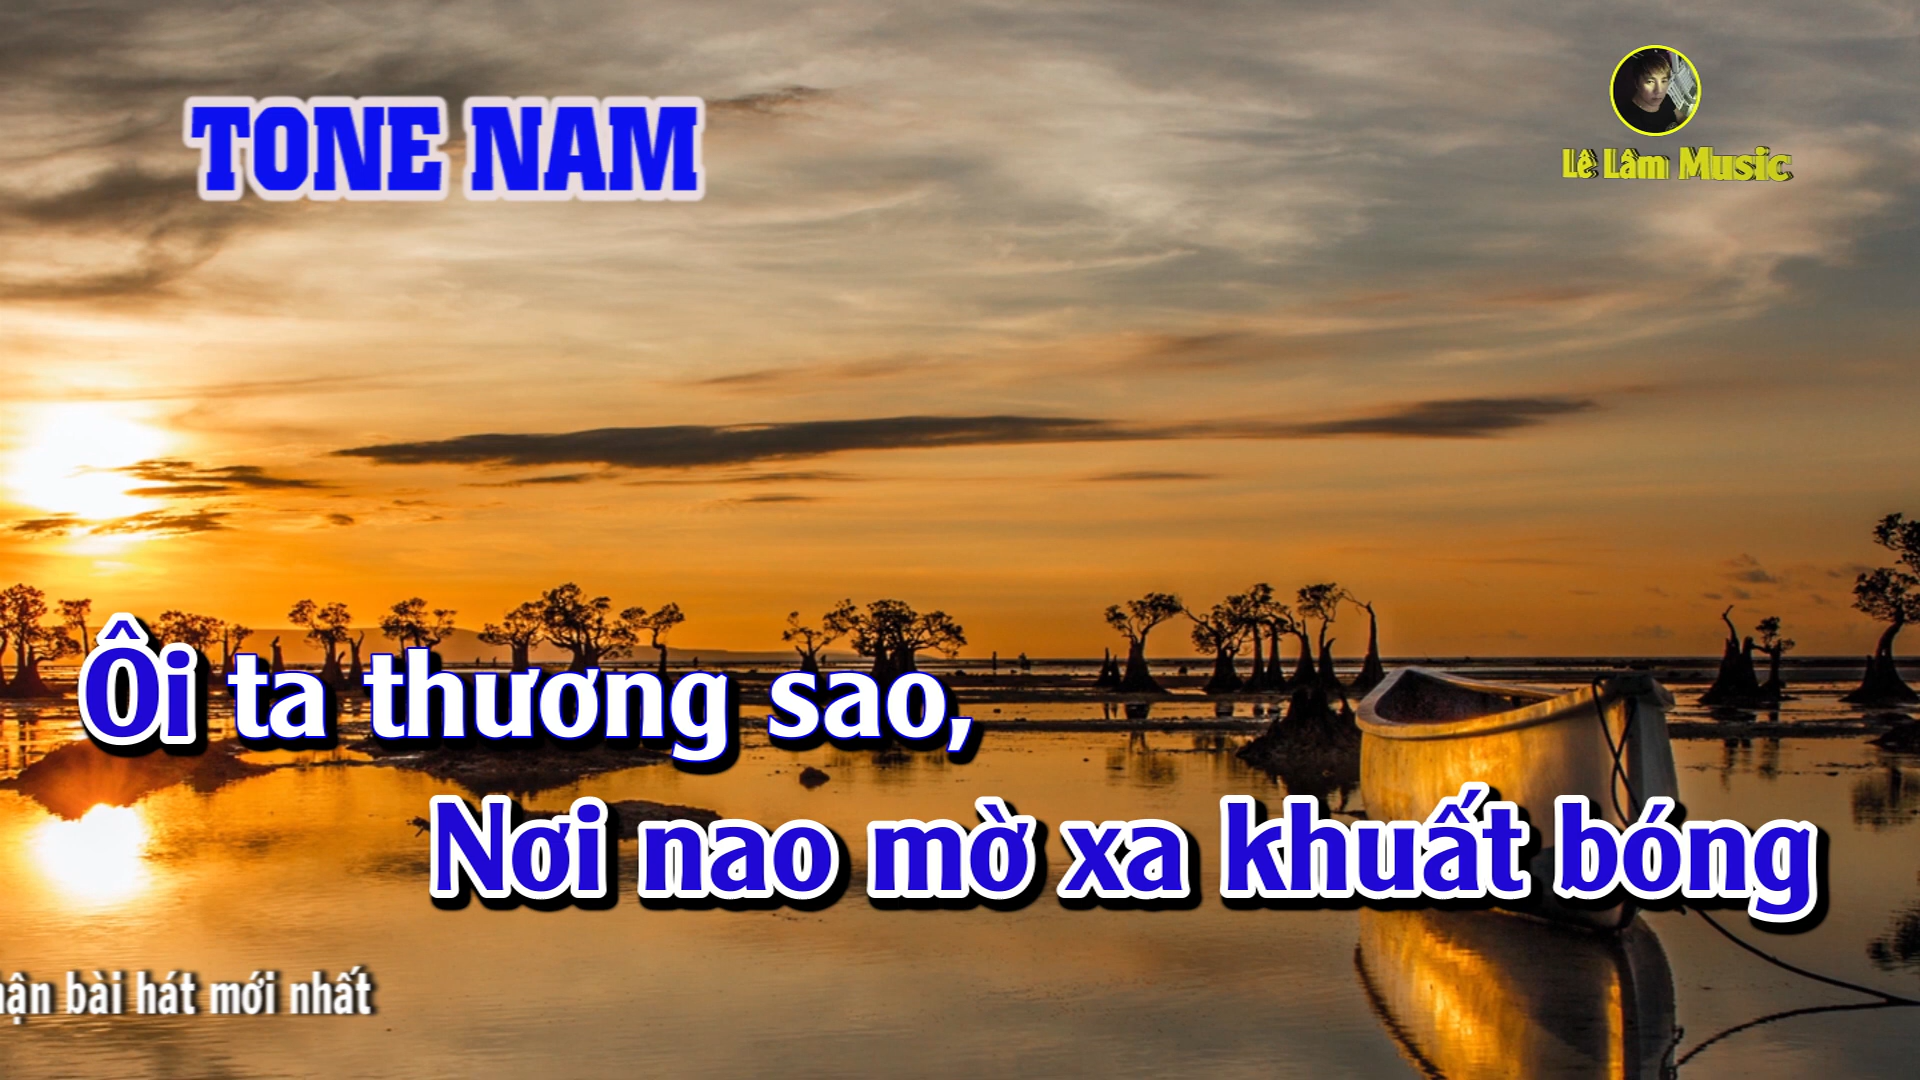 TONE NAM
Lê Lâm Music
Ôi ta thương sao,
Nơi nao mờ xa khuất bóng
bài hát mới nhất